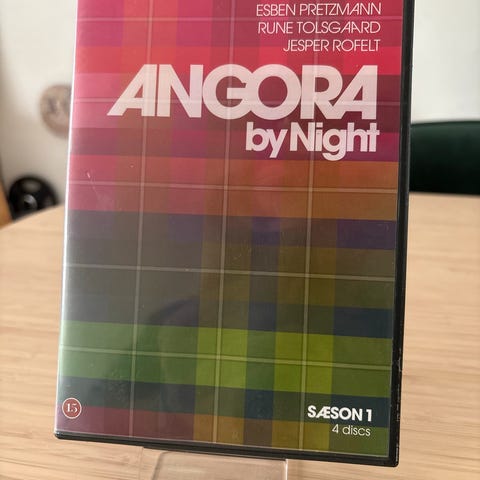 ESBEN PRETZMANN
RUNE TOLSGAARD
JESPER ROFELT
ANGORA
by Night
15
SÆSON 1
4 discs